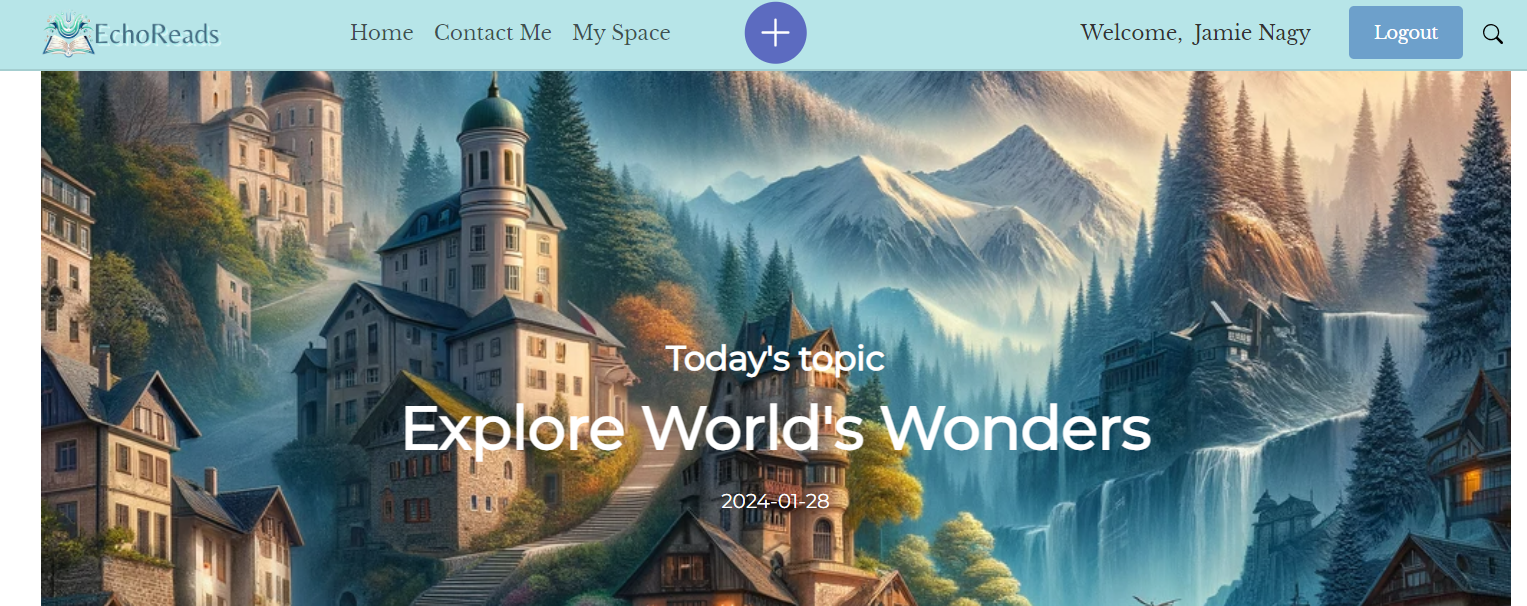 EchoReads Home Contact Me My Space Welcome, Jamie Nagy Logout
Today's topic
Explore World's Wonders
2024-01-28